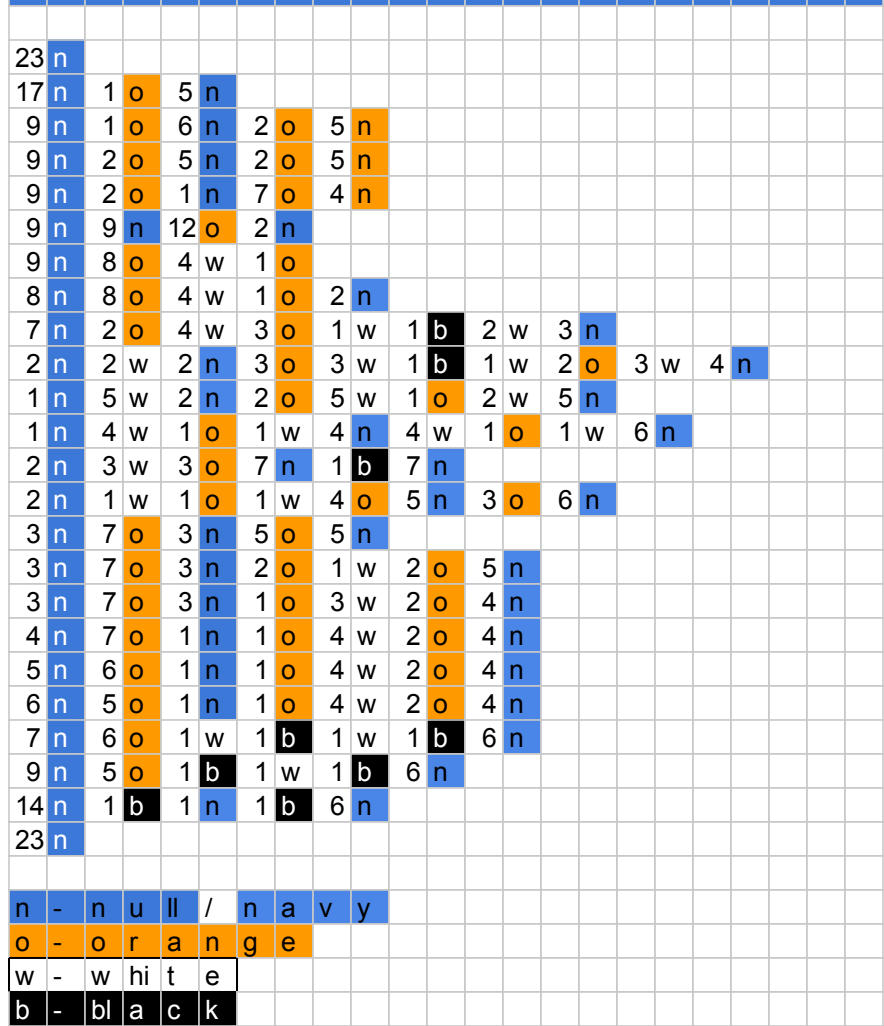 23 n
17 n 1 o 5 n
9 n 1 o 6 n 2 o 5 n
9 n 2 o 5 n 2 o 5 n
9 n 2 o 1 n 7 o 4 n
9 n 9 n 12 o 2 n
9 n 8 o 4 w 1 o
8 n 8 o 4 w 1 o 2 n
7 n 2 o 4 w 3 o 1 w 1 b 2 w 3 n
2 n 2 w 2 n 3 o 3 w 1 b 1 w 2 o 3 w 4 n
1 n 5 w 2 n 2 o 5 w 1 o 2 w 5 n
1 n 4 w 1 o 1 w 4 n 4 w 1 o 1 w 6 n
2 n 3 w 3 o 7 n 1 b 7 n
2 n 1 w 1 o 1 w 4 o 5 n 3 o 6 n
3 n 7 o 3 n 5 o 5 n
3 n 7 o 3 n 2 o 1 w 2 o 5 n
3 n 7 o 3 n 1 o 3 w 2 o 4 n
4 n 7 o 1 n 1 o 4 w 2 o 4 n
5 n 6 o 1 n 1 o 4 w 2 o 4 n
6 n 5 o 1 n 1 o 4 w 2 o 4 n
7 n 6 o 1 w 1 b 1 w 1 b 6 n
9 n 5 o 1 b 1 w 1 b 6 n
14 n 1 b 1 n 1 b 6 n
23 n
n - n u ll / n a v y
o - o r a n g e
w - w hi t e
b - bl a c k